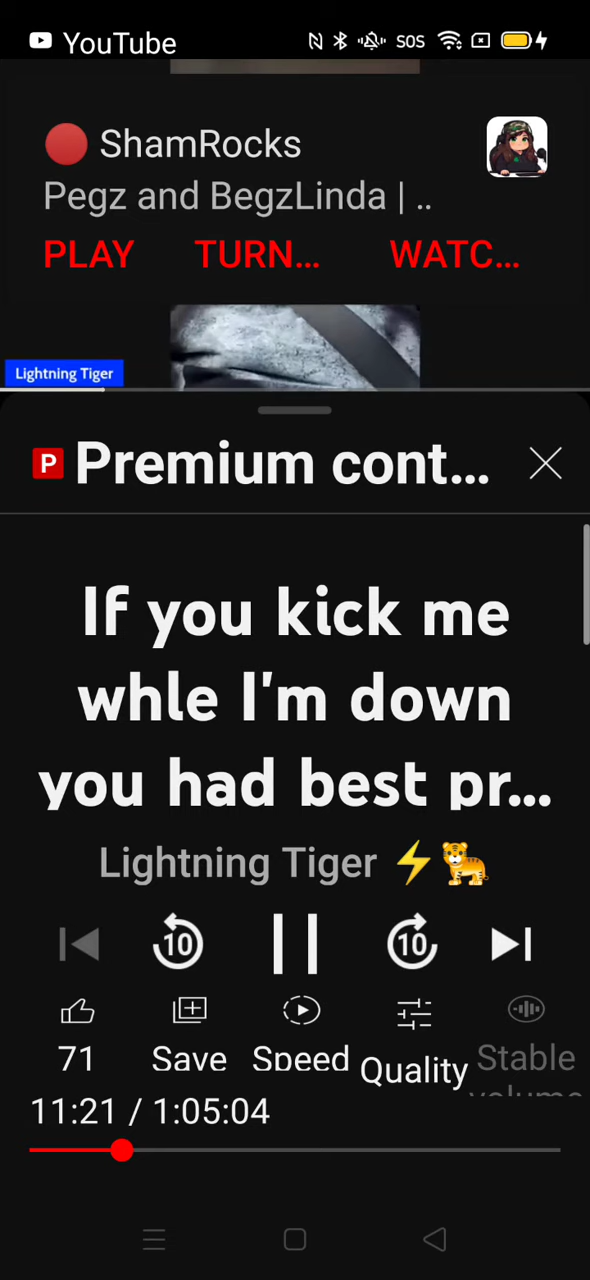 YouTube SOS
ShamRocks
Pegz and BegzLinda | ..
PLAY TURN... WATC...
Lightning Tiger
P Premium cont...
If you kick me
whle I'm down
you had best pr...
Lightning Tiger ⚡🐅
10 10
71 Save Speed Quality Stable
volume
11:21 / 1:05:04